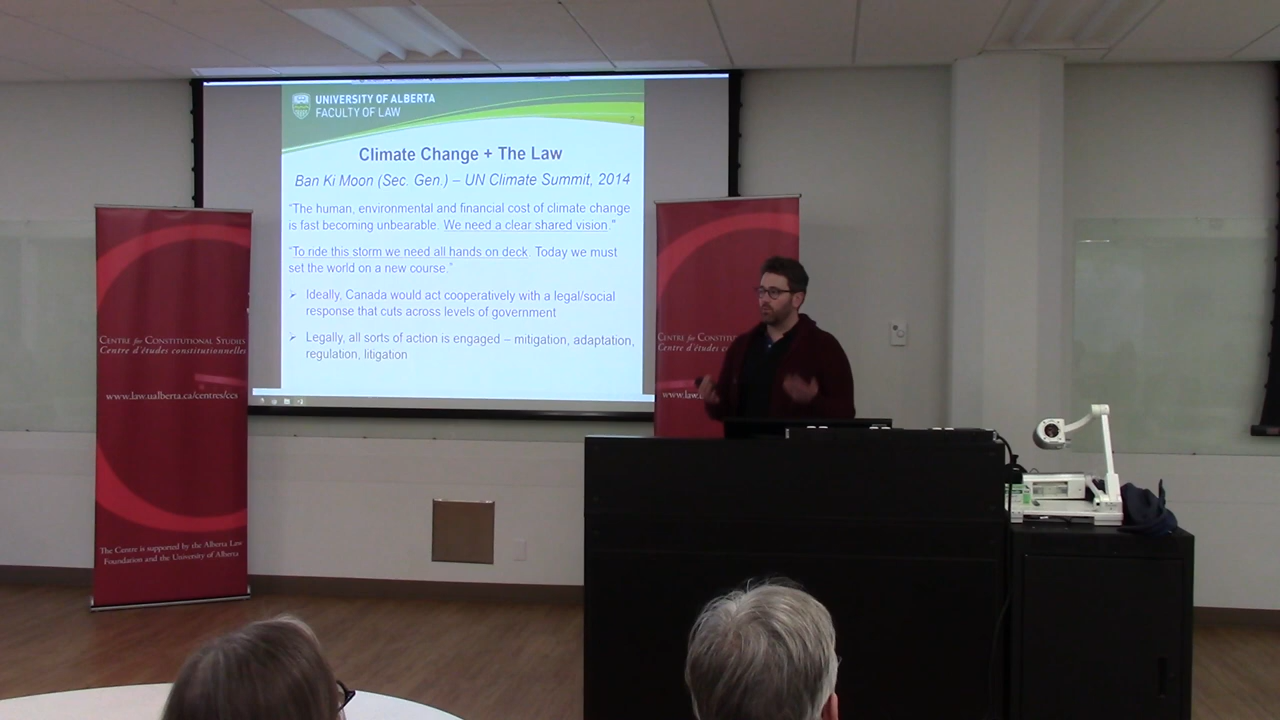 UNIVERSITY OF ALBERTA
FACULTY OF LAW
2
Climate Change + The Law
Ban Ki Moon (Sec. Gen.) – UN Climate Summit, 2014
“The human, environmental and financial cost of climate change
is fast becoming unbearable. We need a clear shared vision.”
“To ride this storm we need all hands on deck. Today we must
set the world on a new course.”
➢ Ideally, Canada would act cooperatively with a legal/social
response that cuts across levels of government
➢ Legally, all sorts of action is engaged – mitigation, adaptation,
regulation, litigation
CENTRE for CONSTITUTIONAL STUDIES
Centre d'études constitutionnelles
www.law.ualberta.ca/centres/ccs
The Centre is supported by the Alberta Law
Foundation and the University of Alberta
CENTRE for CONSTITU
Centre d'études c
www.law.